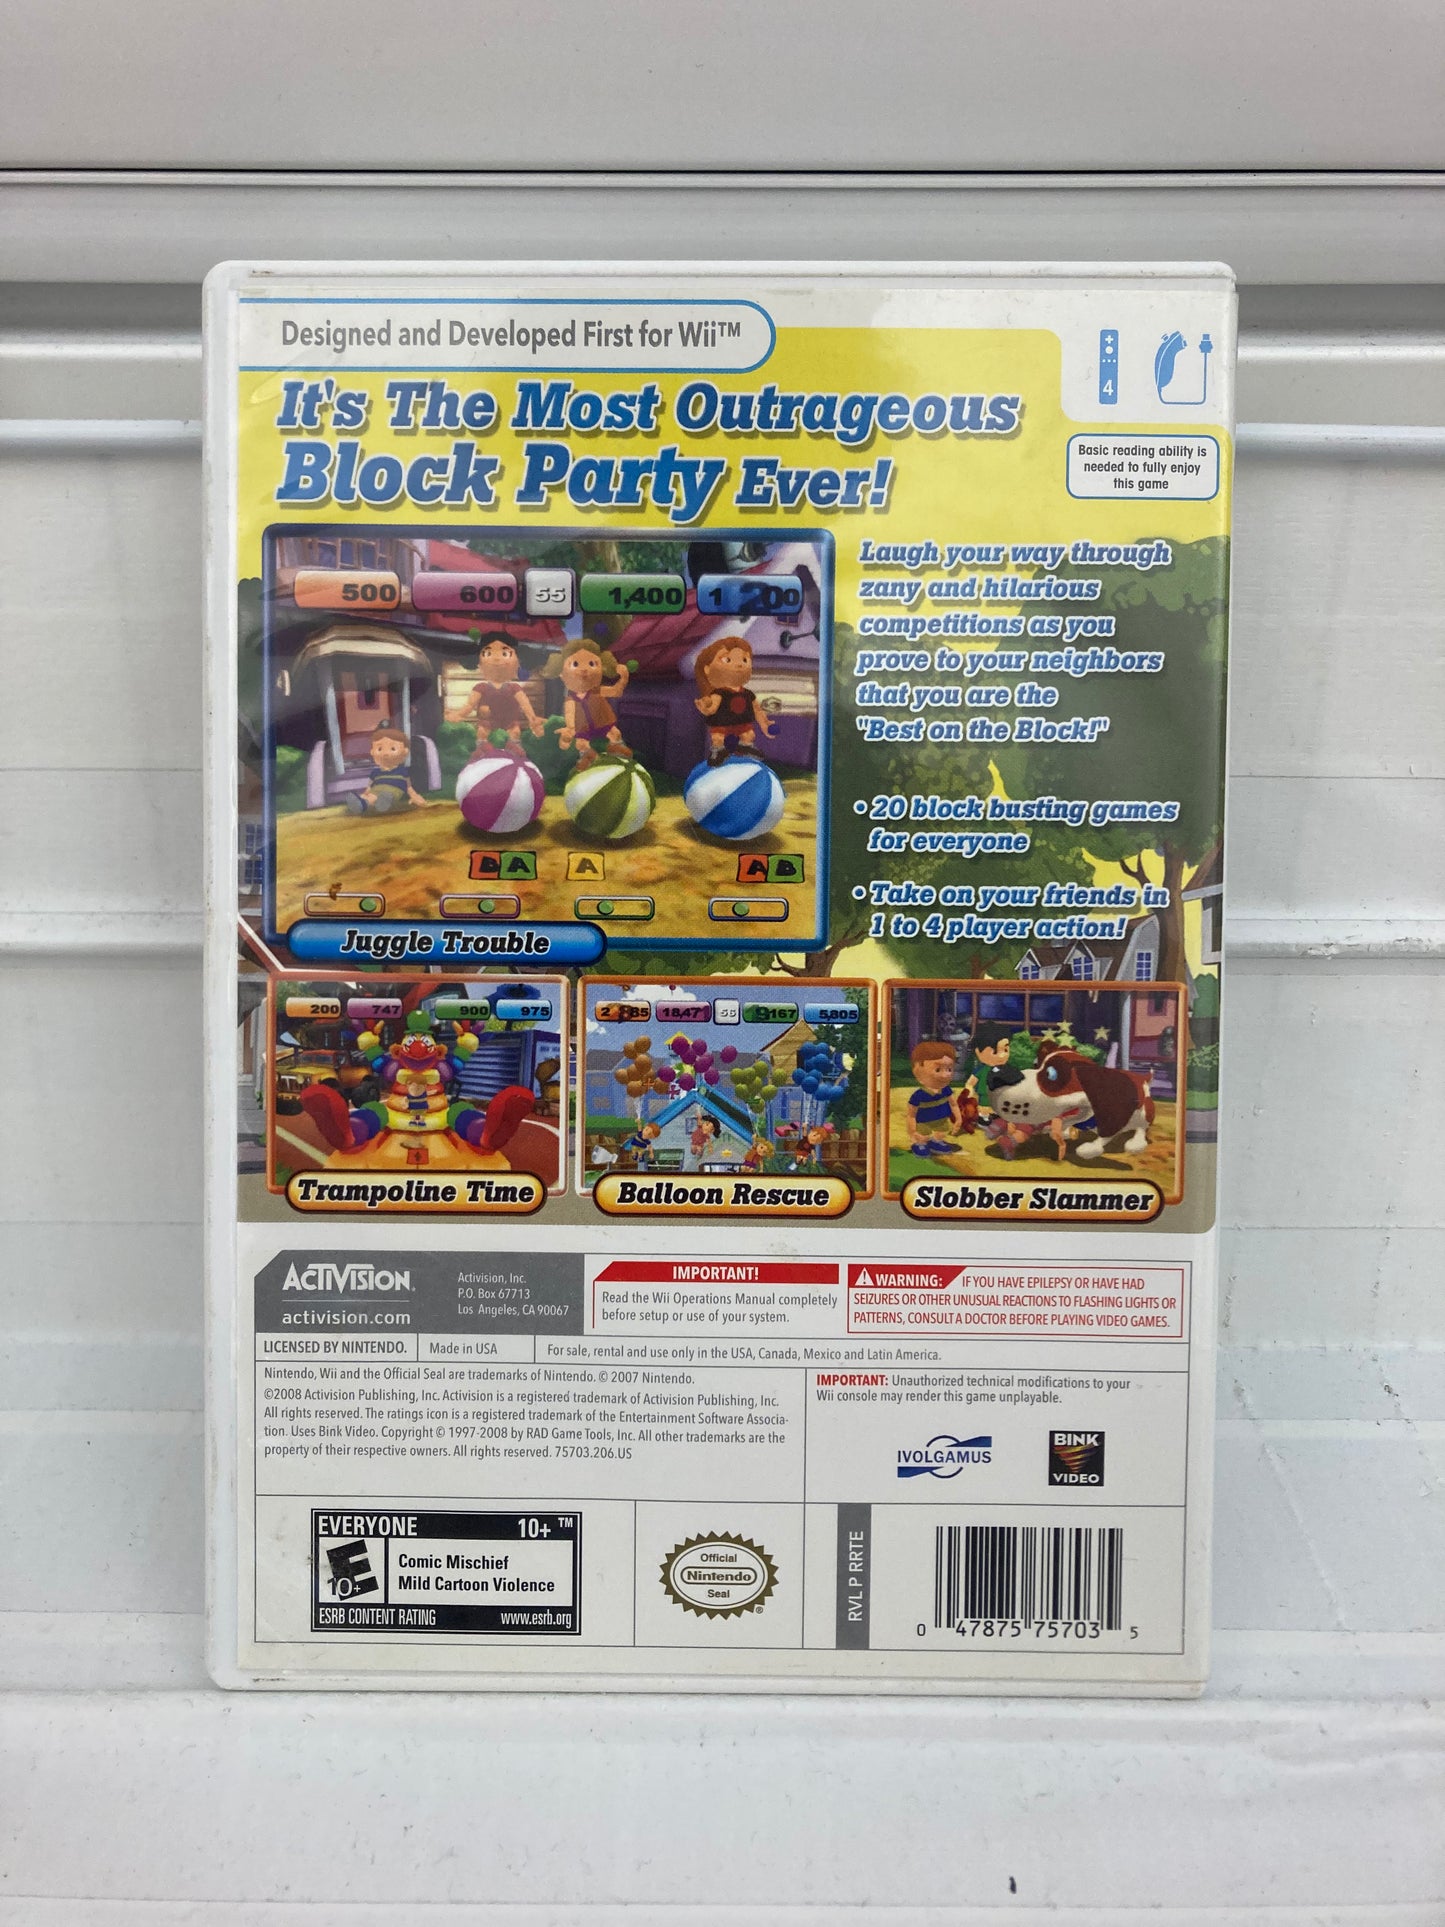 Designed and Developed First for Wii™
4
It's The Most Outrageous
Block Party Ever!
Basic reading ability is
needed to fully enjoy
this game
500 600 55 1,400
Laugh your way through
zany and hilarious
competitions as you
prove to your neighbors
that you are the
"Best on the Block!"
• 20 block busting games
for everyone
• Take on your friends in
1 to 4 player action!
B A A A B
Juggle Trouble
200 747 900 975
55 9167 5,805
Trampoline Time
Balloon Rescue
Slobber Slammer
ACTIVISION®
activision.com
Activision, Inc.
P.O. Box 67713
Los Angeles, CA 90067
IMPORTANT!
Read the Wii Operations Manual completely
before setup or use of your system.
WARNING: IF YOU HAVE EPILEPSY OR HAVE HAD
SEIZURES OR OTHER UNUSUAL REACTIONS TO FLASHING LIGHTS OR
PATTERNS, CONSULT A DOCTOR BEFORE PLAYING VIDEO GAMES.
LICENSED BY NINTENDO. Made in USA For sale, rental and use only in the USA, Canada, Mexico and Latin America.
Nintendo, Wii and the Official Seal are trademarks of Nintendo. © 2007 Nintendo.
©2008 Activision Publishing, Inc. Activision is a registered trademark of Activision Publishing, Inc.
All rights reserved. The ratings icon is a registered trademark of the Entertainment Software Associa-
tion. Uses Bink Video. Copyright © 1997-2008 by RAD Game Tools, Inc. All other trademarks are the
property of their respective owners. All rights reserved. 75703.206.US
IMPORTANT: Unauthorized technical modifications to your
Wii console may render this game unplayable.
IVOLGAMUS
BINK
VIDEO
EVERYONE 10+ ™
E
10+
Comic Mischief
Mild Cartoon Violence
ESRB CONTENT RATING www.esrb.org
Official
Nintendo
Seal
®
RVL P RRTE
0 47875 75703 5